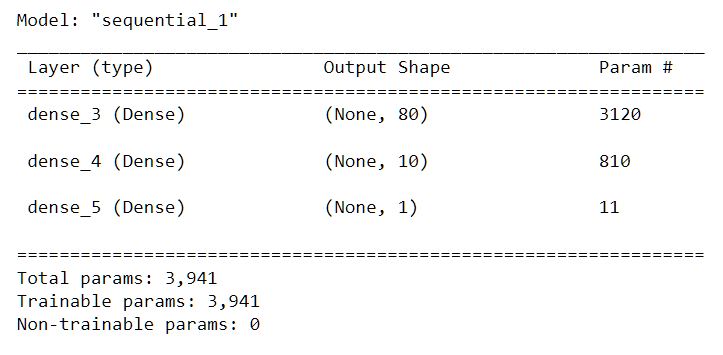 Model: "sequential_1"
Layer (type) Output Shape Param #
dense_3 (Dense) (None, 80) 3120
dense_4 (Dense) (None, 10) 810
dense_5 (Dense) (None, 1) 11
Total params: 3,941
Trainable params: 3,941
Non-trainable params: 0